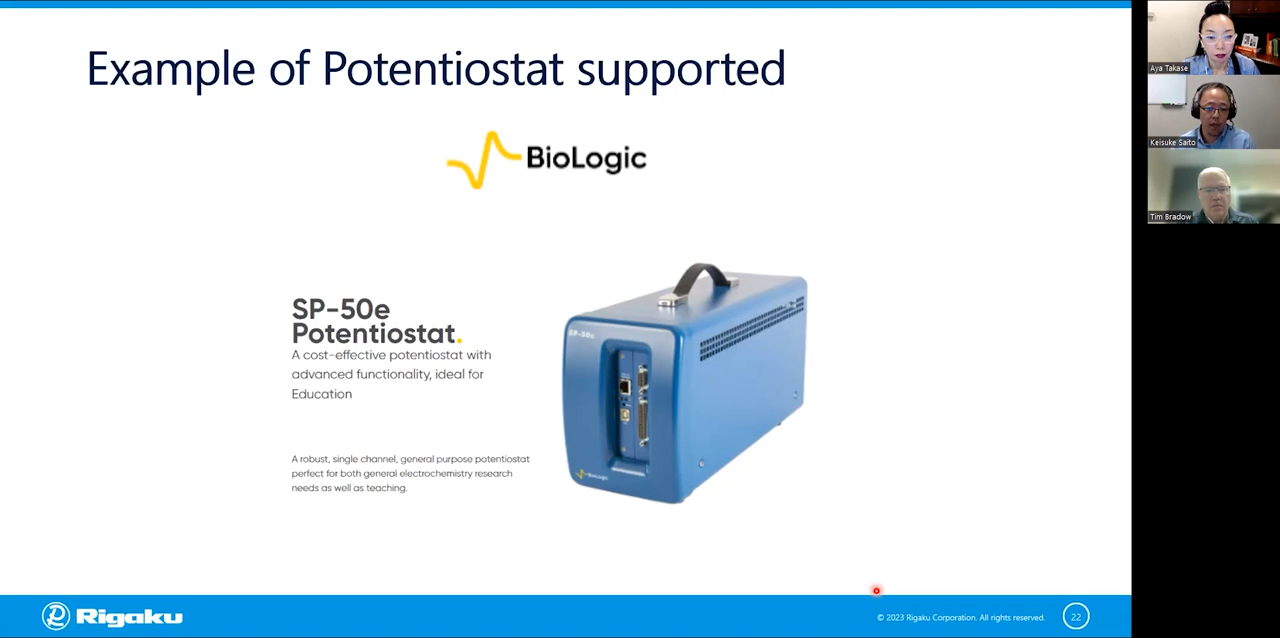 Example of Potentiostat supported
BioLogic
SP-50e
Potentiostat.
A cost-effective potentiostat with
advanced functionality, ideal for
Education
A robust, single channel, general purpose potentiostat
perfect for both general electrochemistry research
needs as well as teaching.
SP-50e
BioLogic
Rigaku
© 2023 Rigaku Corporation. All rights reserved.
22
Aya Takase
Keisuke Saito
Tim Bradow